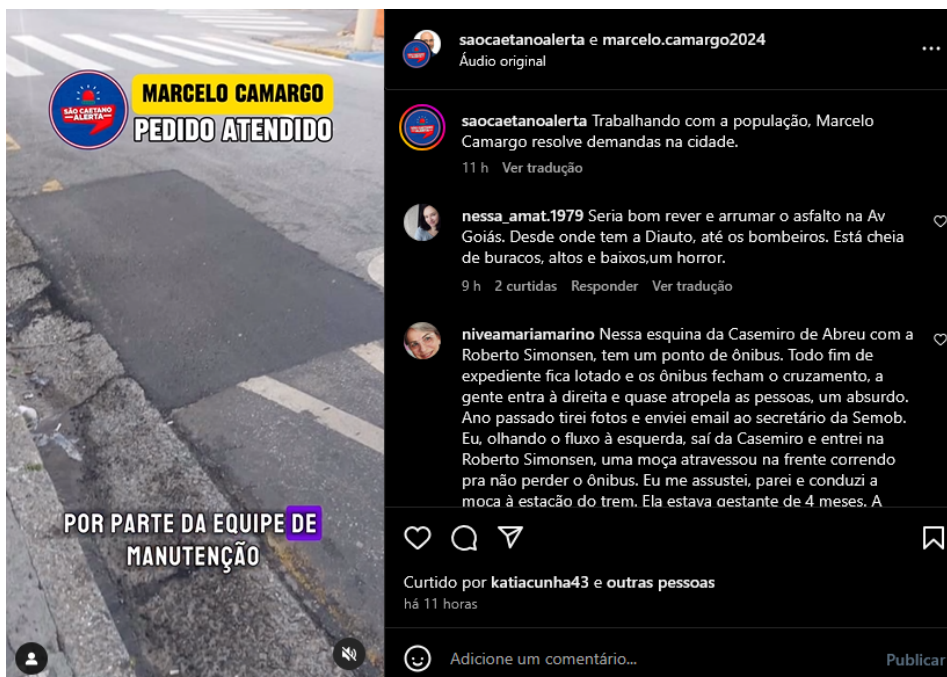 SÃO CAETANO
ALERTA
MARCELO CAMARGO
PEDIDO ATENDIDO
POR PARTE DA EQUIPE DE
MANUTENÇÃO
saocaetanoalerta e marcelo.camargo2024
Áudio original
saocaetanoalerta Trabalhando com a população, Marcelo
Camargo resolve demandas na cidade.
11 h Ver tradução
nessa_amat.1979 Seria bom rever e arrumar o asfalto na Av
Goiás. Desde onde tem a Diauto, até os bombeiros. Está cheia
de buracos, altos e baixos,um horror.
9 h 2 curtidas Responder Ver tradução
niveamariamarino Nessa esquina da Casemiro de Abreu com a
Roberto Simonsen, tem um ponto de ônibus. Todo fim de
expediente fica lotado e os ônibus fecham o cruzamento, a
gente entra à direita e quase atropela as pessoas, um absurdo.
Ano passado tirei fotos e enviei email ao secretário da Semob.
Eu, olhando o fluxo à esquerda, saí da Casemiro e entrei na
Roberto Simonsen, uma moça atravessou na frente correndo
pra não perder o ônibus. Eu me assustei, parei e conduzi a
moça à estação do trem. Ela estava gestante de 4 meses. A
Curtido por katiacunha43 e outras pessoas
há 11 horas
Adicione um comentário...
Publicar